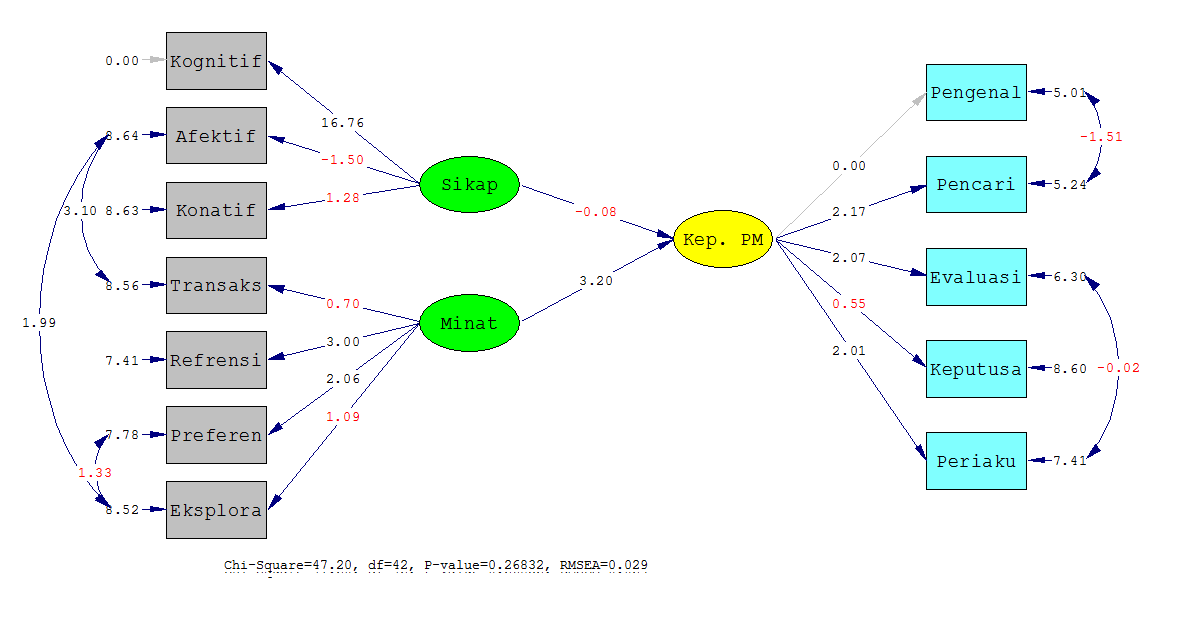 0.00
Kognitif
16.76
8.64
Afektif
-1.50
3.10
8.63
Konatif
1.28
Sikap
-0.08
8.56
Transaks
0.70
Minat
3.20
1.99
7.41
Refrensi
3.00
7.78
Preferen
2.06
1.33
8.52
Eksplora
1.09
Kep. PM
0.00
Pengenal
5.01
-1.51
2.17
Pencari
5.24
2.07
Evaluasi
6.30
0.55
Keputusa
8.60
-0.02
2.01
Periaku
7.41
Chi-Square=47.20, df=42, P-value=0.26832, RMSEA=0.029